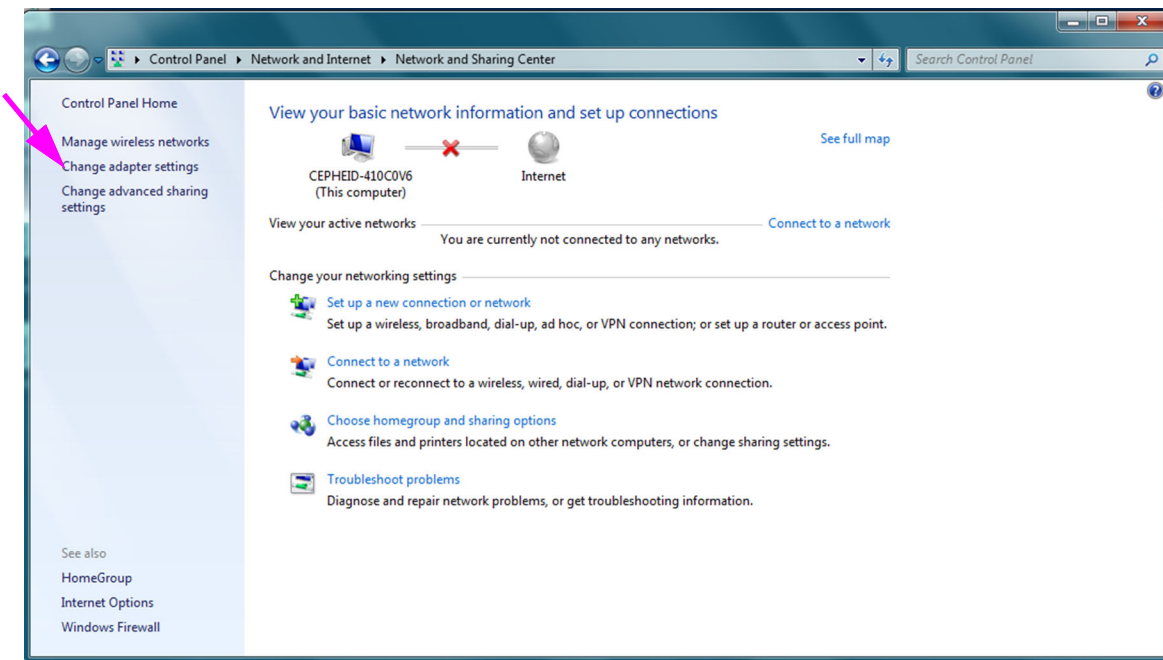 Control Panel ▸ Network and Internet ▸ Network and Sharing Center
Search Control Panel
Control Panel Home
Manage wireless networks
Change adapter settings
Change advanced sharing
settings
See also
HomeGroup
Internet Options
Windows Firewall
View your basic network information and set up connections
See full map
CEPHEID-410C0V6
(This computer)
Internet
View your active networks
Connect to a network
You are currently not connected to any networks.
Change your networking settings
Set up a new connection or network
Set up a wireless, broadband, dial-up, ad hoc, or VPN connection; or set up a router or access point.
Connect to a network
Connect or reconnect to a wireless, wired, dial-up, or VPN network connection.
Choose homegroup and sharing options
Access files and printers located on other network computers, or change sharing settings.
Troubleshoot problems
Diagnose and repair network problems, or get troubleshooting information.